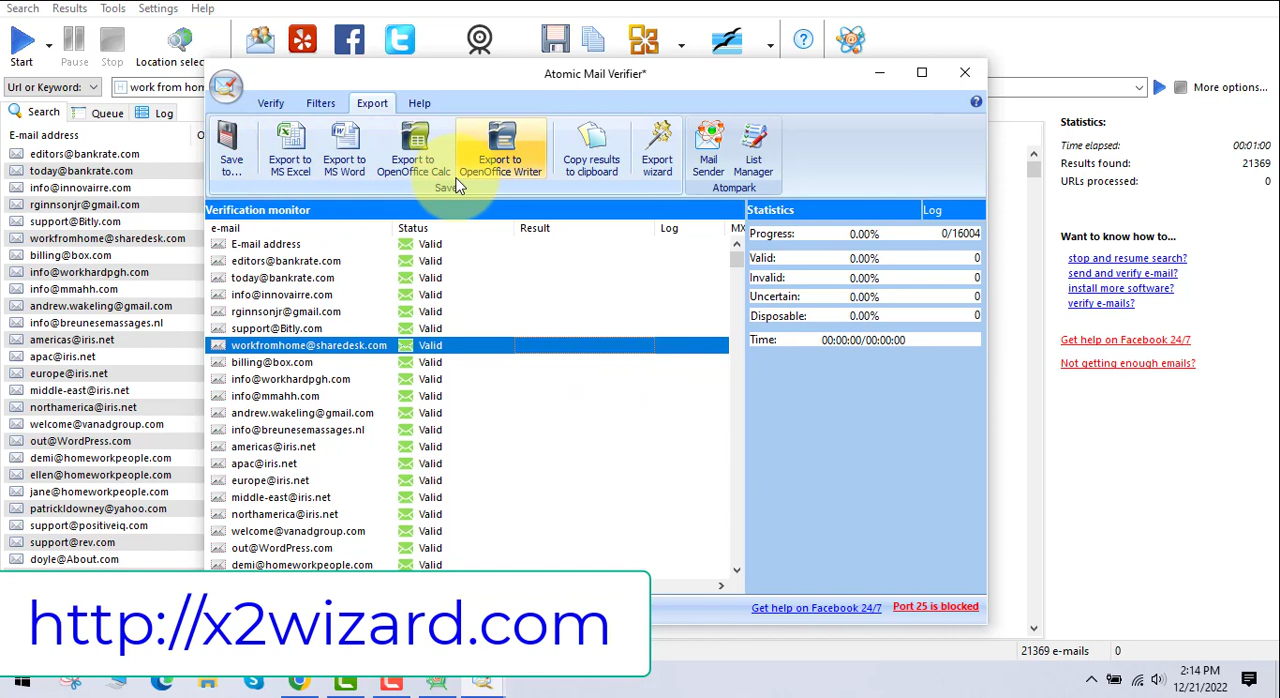 Search Results Tools Settings Help
Start Pause Stop Location selec
Url or Keyword: work from hom More options...
Search Queue Log
E-mail address O
editors@bankrate.com
today@bankrate.com
info@innovairre.com
rginnsonjr@gmail.com
support@Bitly.com
workfromhome@sharedesk.com
billing@box.com
info@workhardpgh.com
info@mmahh.com
andrew.wakeling@gmail.com
info@breunesemassages.nl
americas@iris.net
apac@iris.net
europe@iris.net
middle-east@iris.net
northamerica@iris.net
welcome@vanadgroup.com
out@WordPress.com
demi@homeworkpeople.com
ellen@homeworkpeople.com
jane@homeworkpeople.com
patrickldowney@yahoo.com
support@positiveiq.com
support@rev.com
doyle@About.com
Atomic Mail Verifier*
Verify Filters Export Help
Save to...
Export to MS Excel
Export to MS Word
Export to OpenOffice Calc
Export to OpenOffice Writer
Copy results to clipboard
Export wizard
Mail Sender
List Manager
Save
Atompark
Verification monitor
e-mail Status Result Log MX
E-mail address Valid
editors@bankrate.com Valid
today@bankrate.com Valid
info@innovairre.com Valid
rginnsonjr@gmail.com Valid
support@Bitly.com Valid
workfromhome@sharedesk.com Valid
billing@box.com Valid
info@workhardpgh.com Valid
info@mmahh.com Valid
andrew.wakeling@gmail.com Valid
info@breunesemassages.nl Valid
americas@iris.net Valid
apac@iris.net Valid
europe@iris.net Valid
middle-east@iris.net Valid
northamerica@iris.net Valid
welcome@vanadgroup.com Valid
out@WordPress.com Valid
demi@homeworkpeople.com Valid
Statistics Log
Progress: 0.00% 0/16004
Valid: 0.00% 0
Invalid: 0.00% 0
Uncertain: 0.00% 0
Disposable: 0.00% 0
Time: 00:00:00/00:00:00
Get help on Facebook 24/7 Port 25 is blocked
Statistics:
Time elapsed: 00:01:00
Results found: 21369
URLs processed: 0
Want to know how to...
stop and resume search?
send and verify e-mail?
install more software?
verify e-mails?
Get help on Facebook 24/7
Not getting enough emails?
http://x2wizard.com
21369 e-mails 0
2:14 PM
12/21/2022